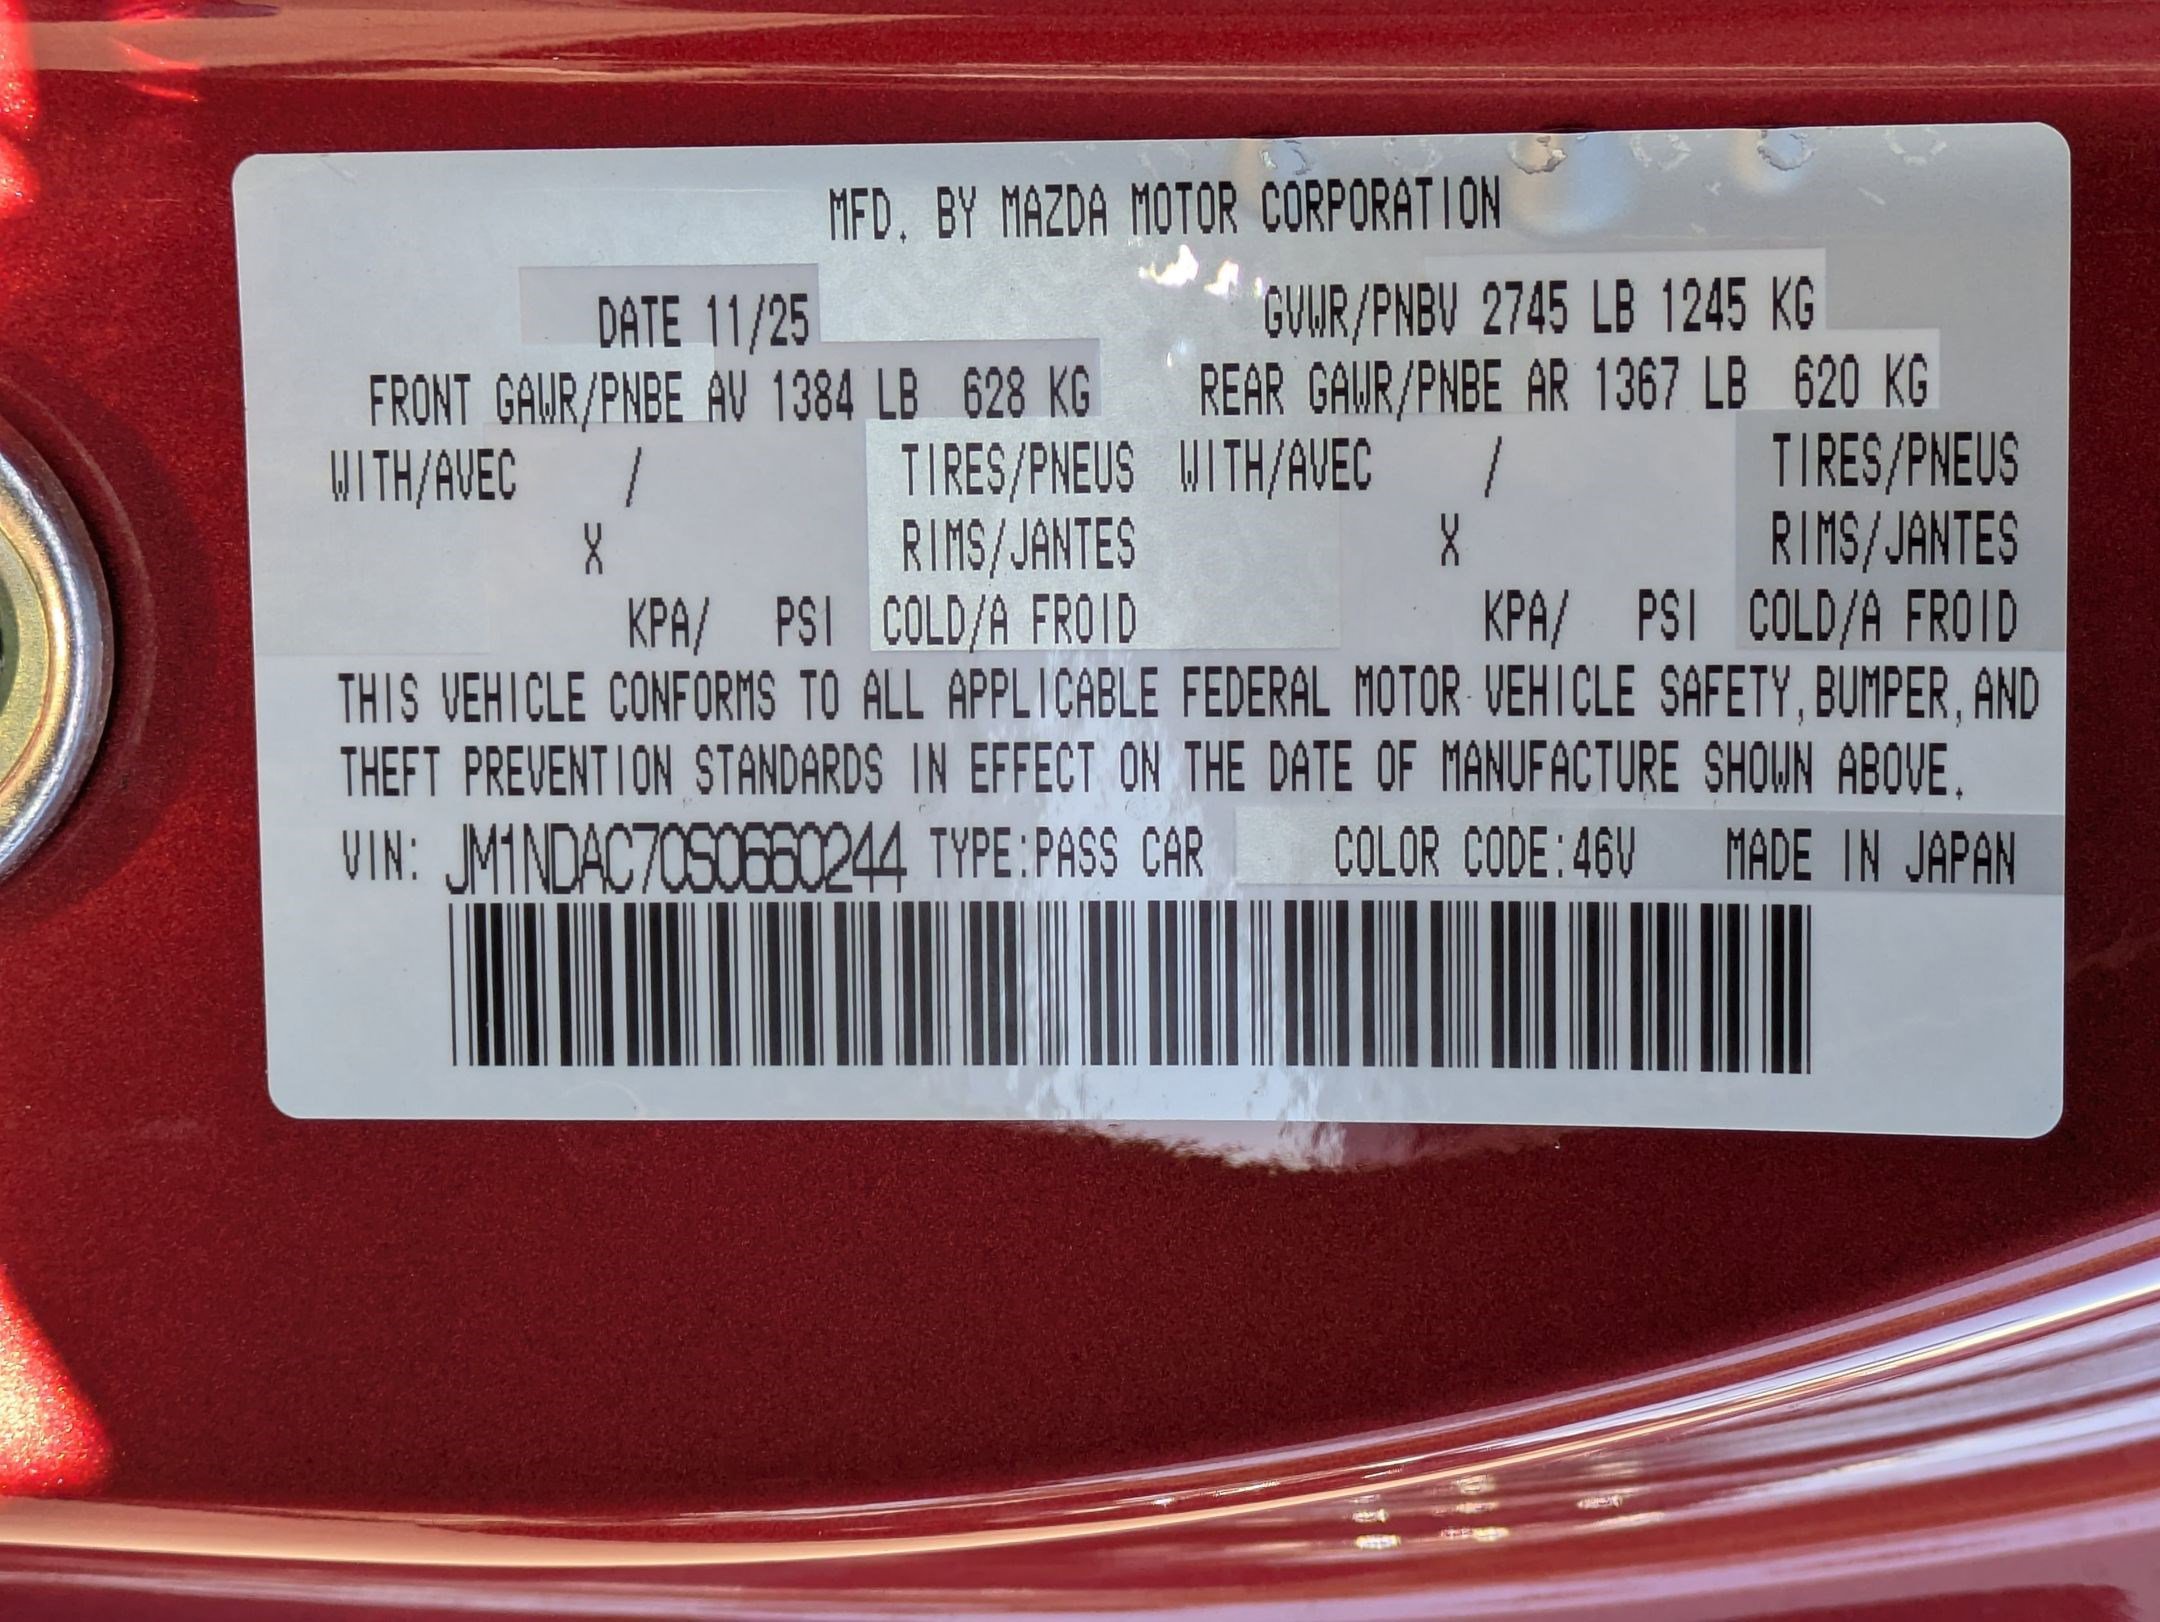 MFD. BY MAZDA MOTOR CORPORATION
DATE 11/25 GVWR/PNBV 2745 LB 1245 KG
FRONT GAWR/PNBE AV 1384 LB 628 KG REAR GAWR/PNBE AR 1367 LB 620 KG
WITH/AVEC / TIRES/PNEUS WITH/AVEC / TIRES/PNEUS
X RIMS/JANTES X RIMS/JANTES
KPA/ PSI COLD/A FROID KPA/ PSI COLD/A FROID
THIS VEHICLE CONFORMS TO ALL APPLICABLE FEDERAL MOTOR VEHICLE SAFETY, BUMPER, AND
THEFT PREVENTION STANDARDS IN EFFECT ON THE DATE OF MANUFACTURE SHOWN ABOVE.
VIN: JM1NDAC70S0660244 TYPE:PASS CAR COLOR CODE:46V MADE IN JAPAN